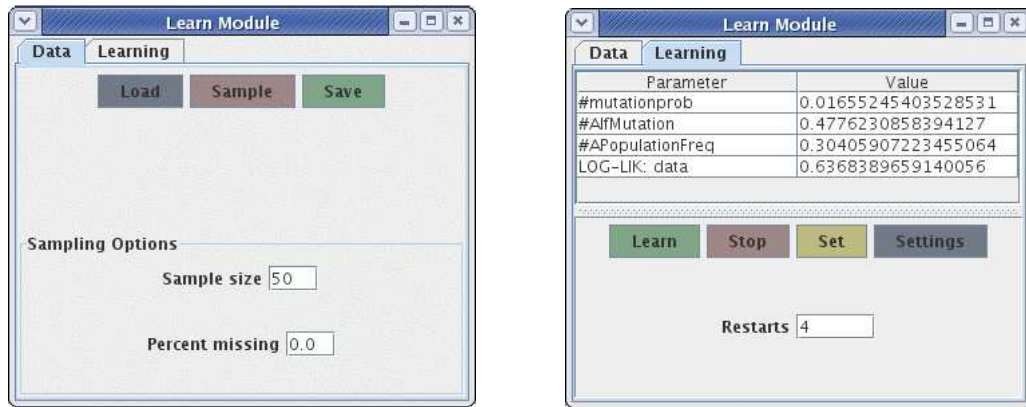 Learn Module
Data Learning
Load Sample Save
Sampling Options
Sample size 50
Percent missing 0.0
Learn Module
Data Learning
Parameter Value
#mutationprob 0.01655245403528531
#AIfMutation 0.4776230858394127
#APopulationFreq 0.30405907223455064
LOG-LIK: data 0.6368389659140056
Learn Stop Set Settings
Restarts 4